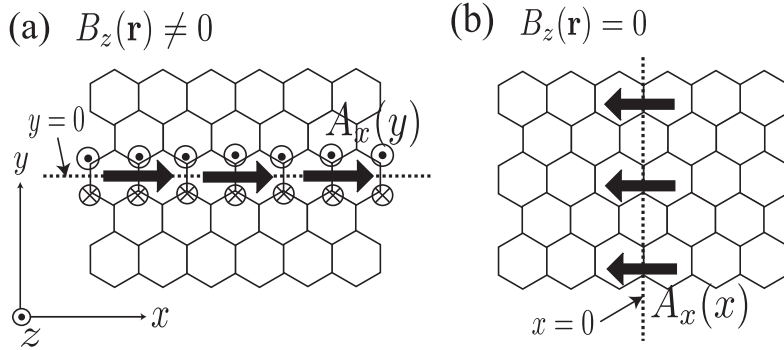 (a) B_z(r) ≠ 0
(b) B_z(r) = 0
y=0
A_x(y)
y
x
z
x=0
A_x(x)